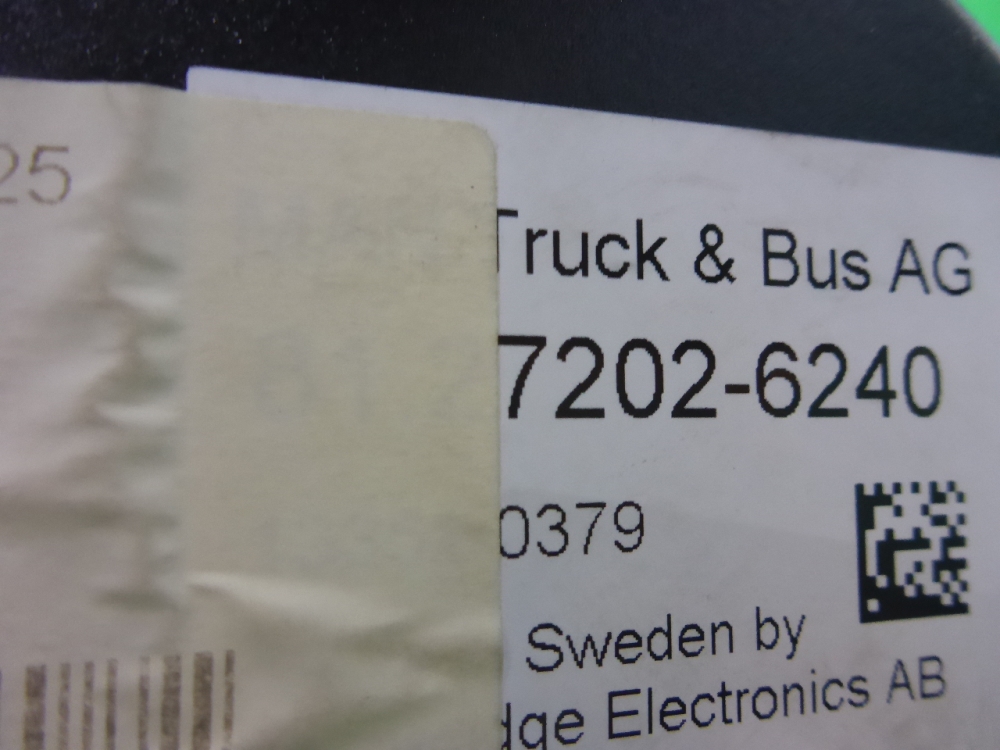 25
Truck & Bus AG
7202-6240
0379
Sweden by
dge Electronics AB